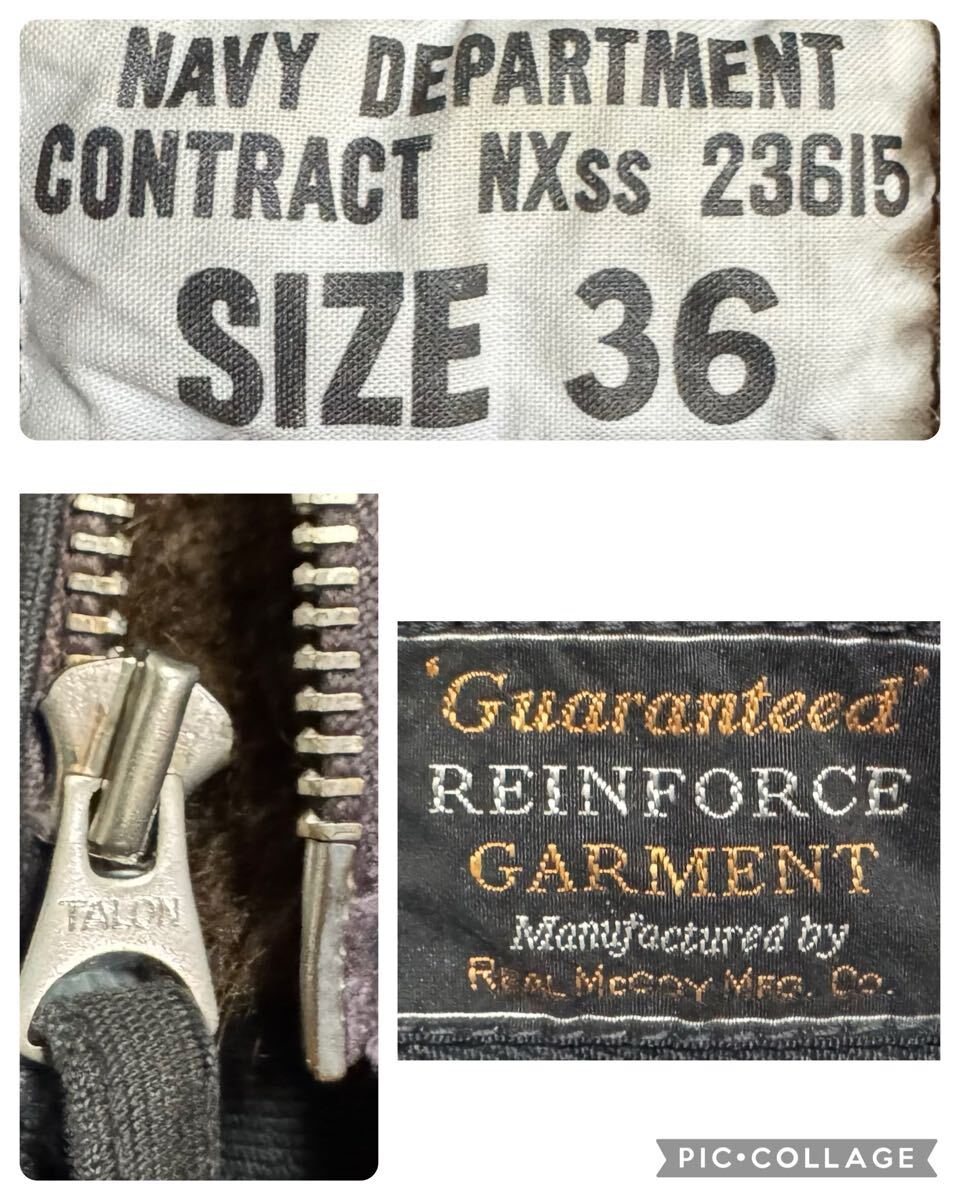 NAVY DEPARTMENT
CONTRACT NXss 23615
SIZE 36
TALON
'Guaranteed'
REINFORCE
GARMENT
Manufactured by
REAL McCOY MFG. Co.
PIC•COLLAGE